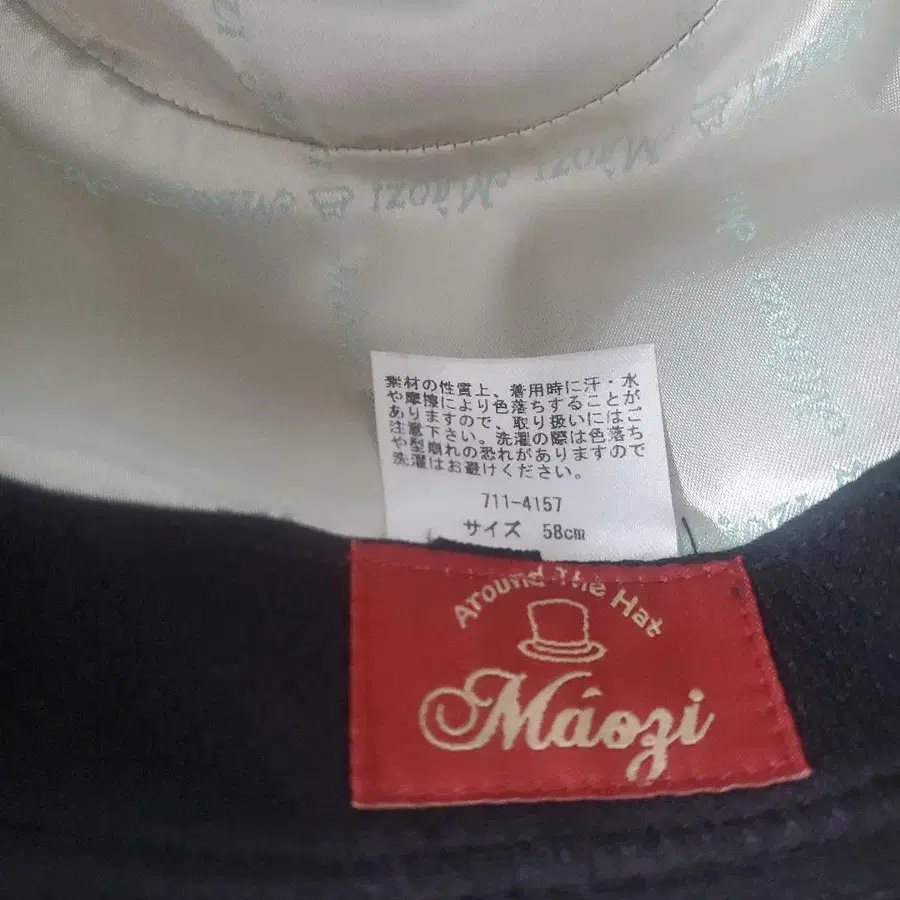 Màozi Màozi
素材の性質上、着用時に汗・水
や摩擦により色落ちすることが
ありますので、取り扱いにはご
注意下さい。洗濯の際は色落ち
や型崩れの恐れがありますので
洗濯はお避けください。
711-4157
サイズ 58cm
Around The Hat
Máozi